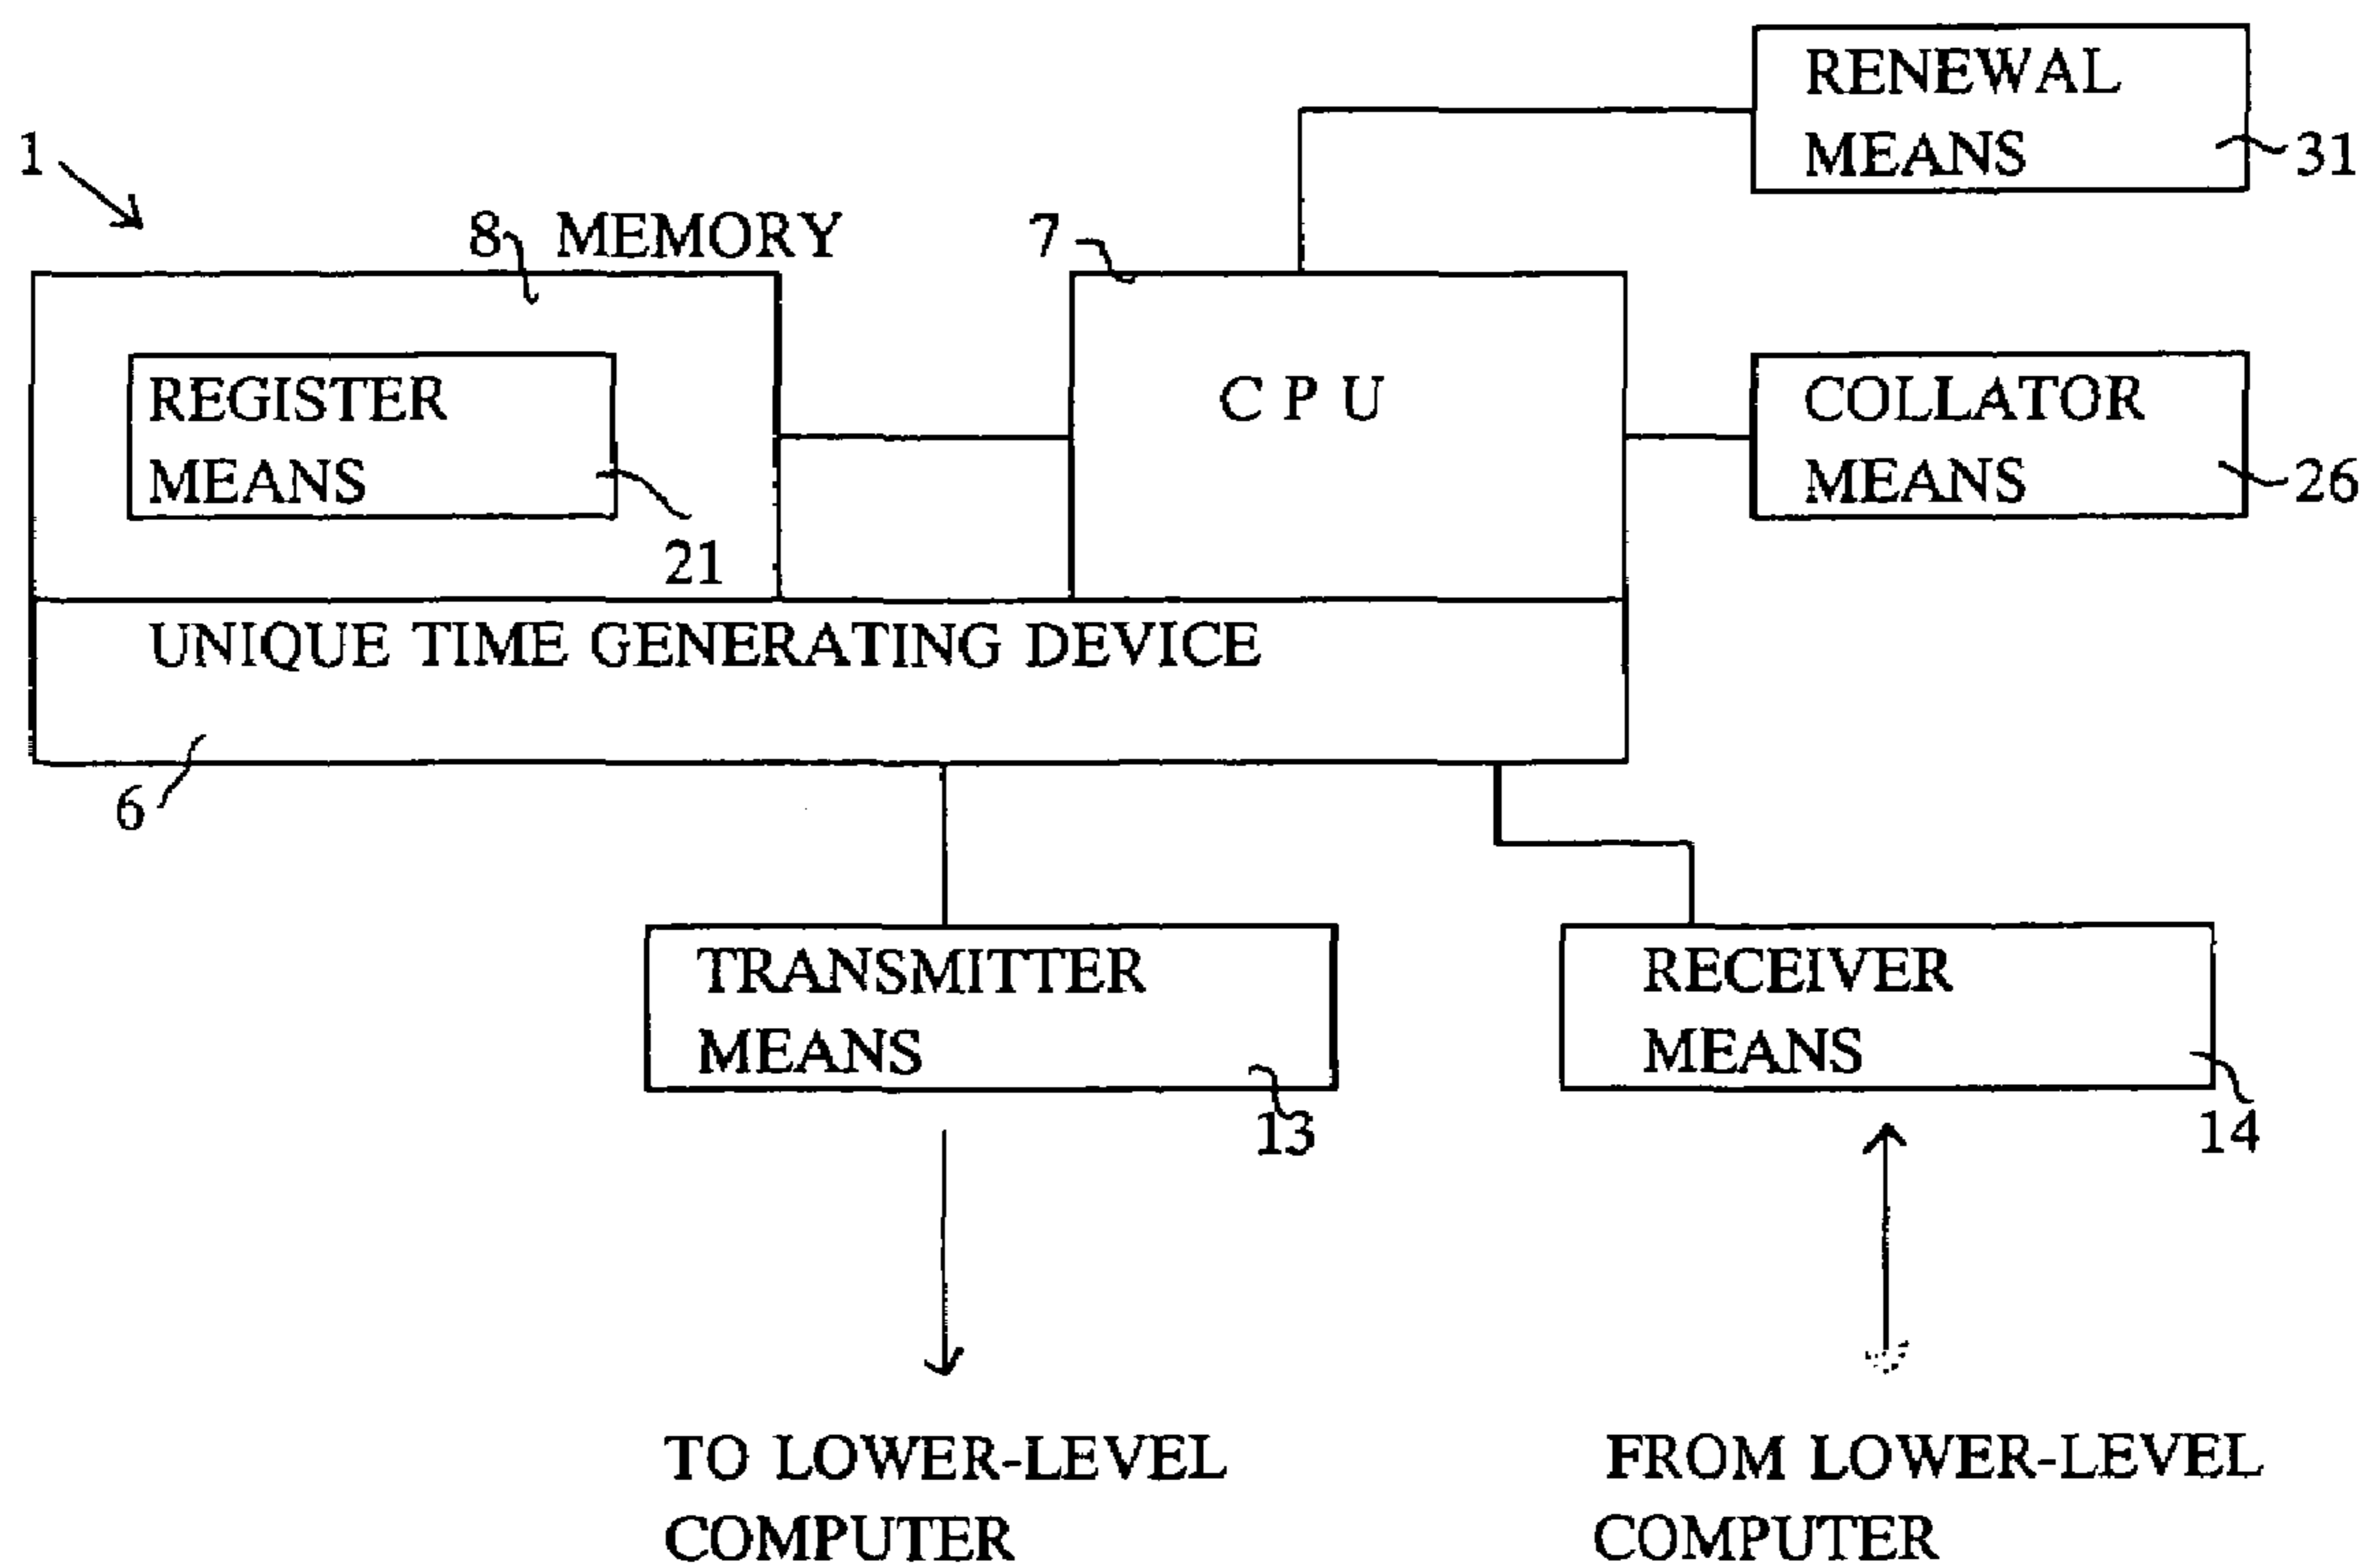 RENEWAL
MEANS
31
1
8 MEMORY
7
REGISTER
MEANS
21
C P U
COLLATOR
MEANS
26
UNIQUE TIME GENERATING DEVICE
6
TRANSMITTER
MEANS
13
RECEIVER
MEANS
14
TO LOWER-LEVEL
COMPUTER
FROM LOWER-LEVEL
COMPUTER